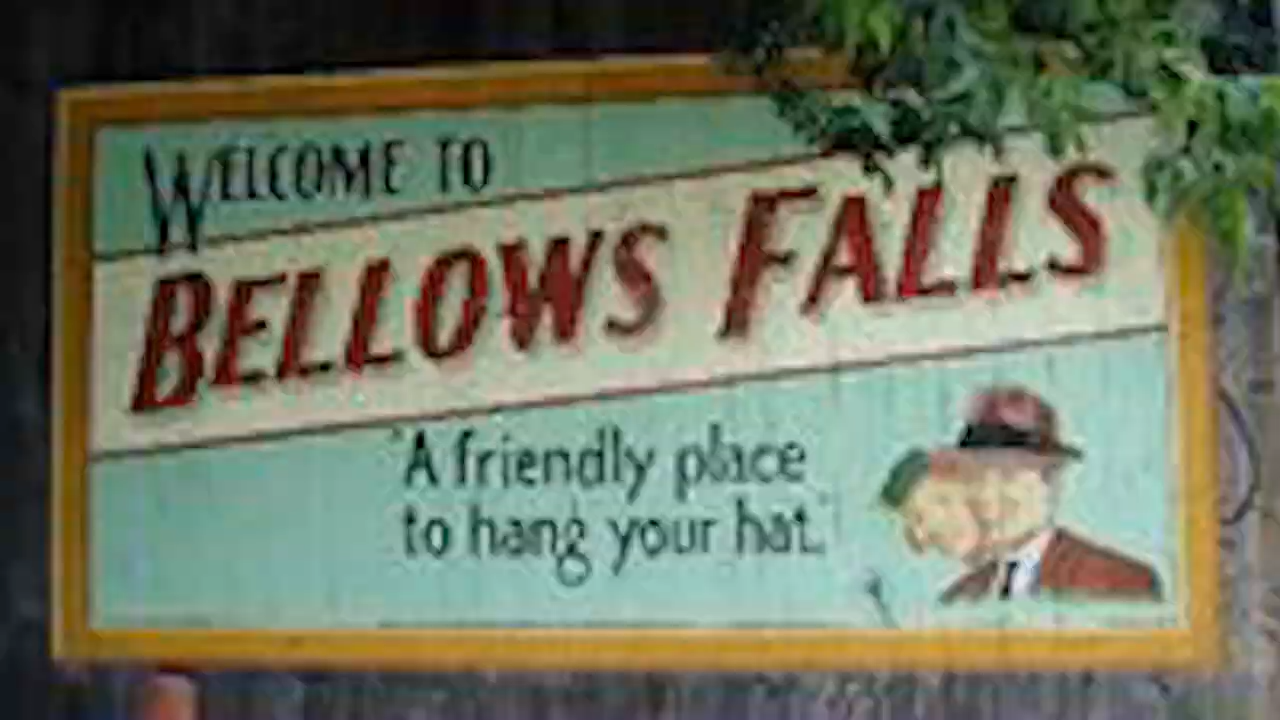 WELCOME TO
BELLOWS FALLS
"A friendly place
to hang your hat."